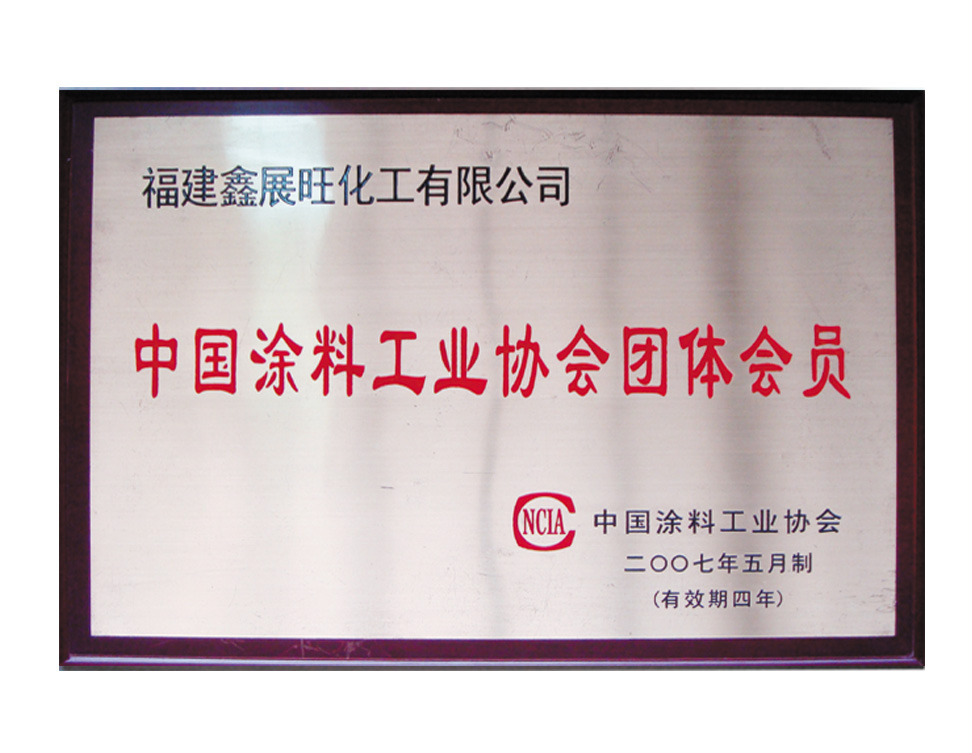 福建鑫展旺化工有限公司
中国涂料工业协会团体会员
NCIA 中国涂料工业协会
二〇〇七年五月制
(有效期四年)